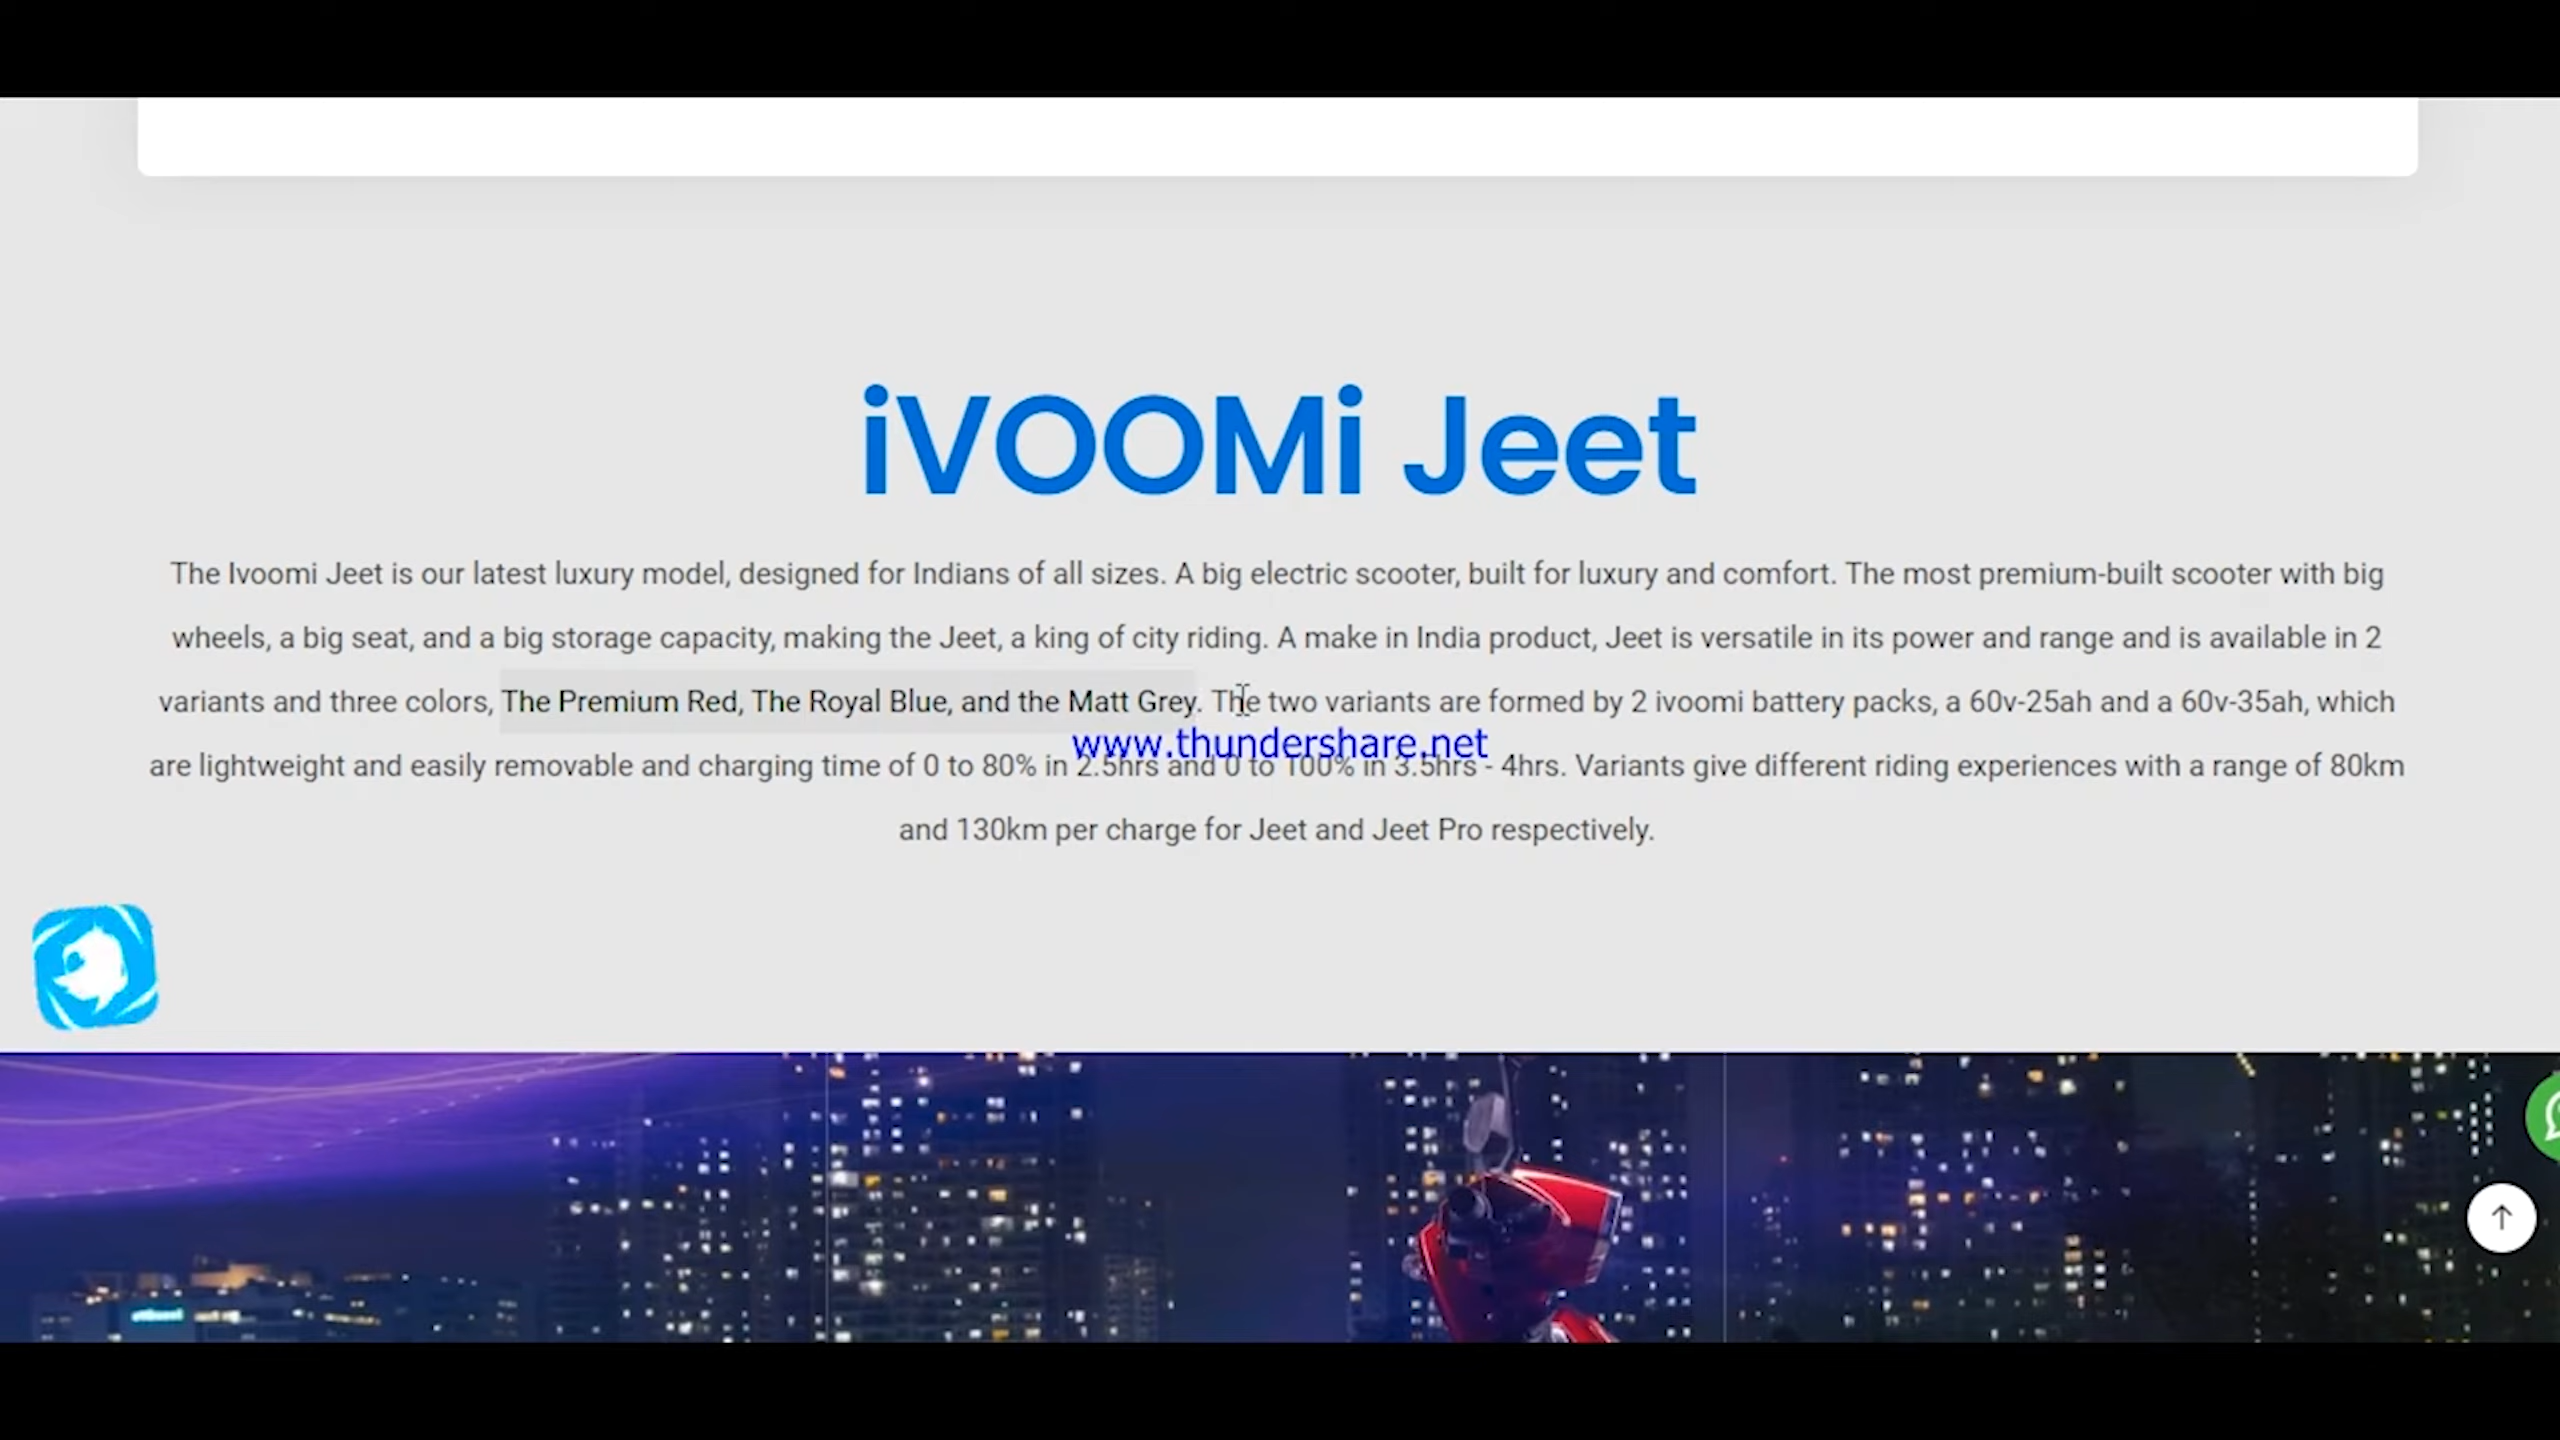 iVOOMi Jeet
The Ivoomi Jeet is our latest luxury model, designed for Indians of all sizes. A big electric scooter, built for luxury and comfort. The most premium-built scooter with big
wheels, a big seat, and a big storage capacity, making the Jeet, a king of city riding. A make in India product, Jeet is versatile in its power and range and is available in 2
variants and three colors, The Premium Red, The Royal Blue, and the Matt Grey. The two variants are formed by 2 ivoomi battery packs, a 60v-25ah and a 60v-35ah, which
www.thundershare.net
are lightweight and easily removable and charging time of 0 to 80% in 2.5hrs and 0 to 100% in 3.5hrs - 4hrs. Variants give different riding experiences with a range of 80km
and 130km per charge for Jeet and Jeet Pro respectively.